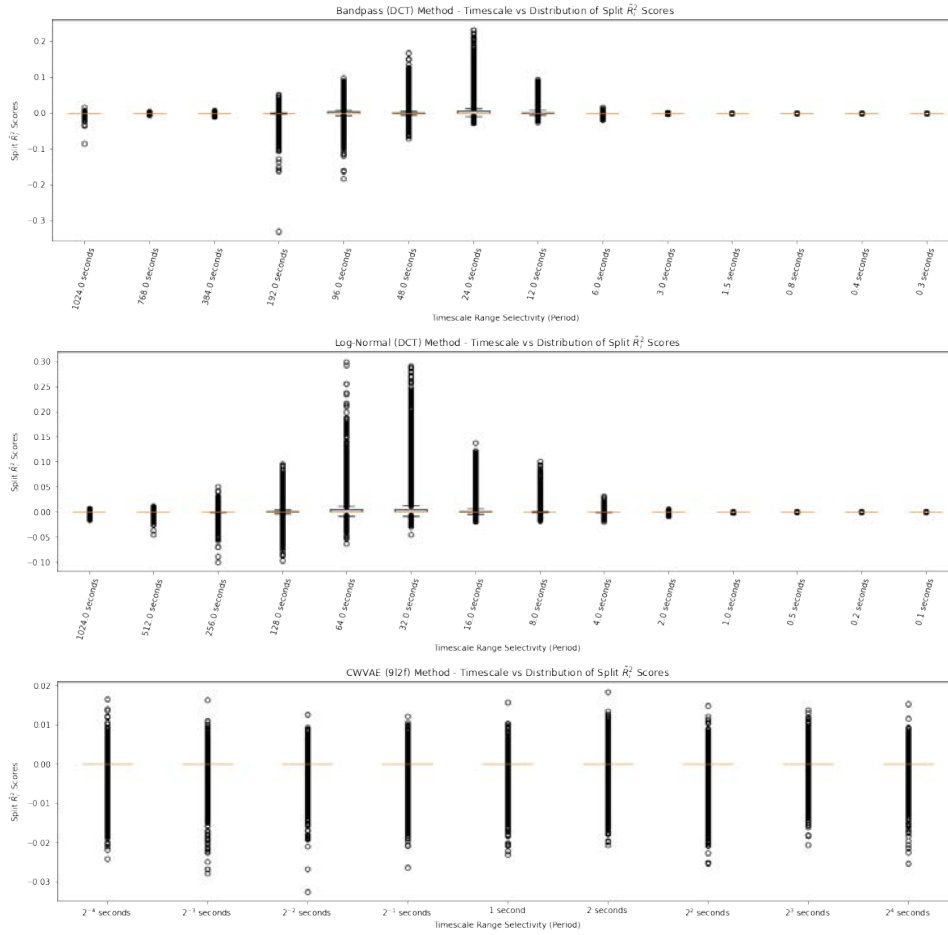 Bandpass (DCT) Method - Timescale vs Distribution of Split R̃ᵢ² Scores
Split R̃ᵢ² Scores
0.2
0.1
0.0
−0.1
−0.2
−0.3
1024.0 seconds
768.0 seconds
384.0 seconds
192.0 seconds
96.0 seconds
48.0 seconds
24.0 seconds
12.0 seconds
6.0 seconds
3.0 seconds
1.5 seconds
0.8 seconds
0.4 seconds
0.3 seconds
Timescale Range Selectivity (Period)
Log-Normal (DCT) Method - Timescale vs Distribution of Split R̃ᵢ² Scores
Split R̃ᵢ² Scores
0.30
0.25
0.20
0.15
0.10
0.05
0.00
−0.05
−0.10
1024.0 seconds
512.0 seconds
256.0 seconds
128.0 seconds
64.0 seconds
32.0 seconds
16.0 seconds
8.0 seconds
4.0 seconds
2.0 seconds
1.0 seconds
0.5 seconds
0.2 seconds
0.1 seconds
Timescale Range Selectivity (Period)
CWVAE (9l2f) Method - Timescale vs Distribution of Split R̃ᵢ² Scores
Split R̃ᵢ² Scores
0.02
0.01
0.00
−0.01
−0.02
−0.03
2⁻⁴ seconds
2⁻³ seconds
2⁻² seconds
2⁻¹ seconds
1 second
2 seconds
2² seconds
2³ seconds
2⁴ seconds
Timescale Range Selectivity (Period)